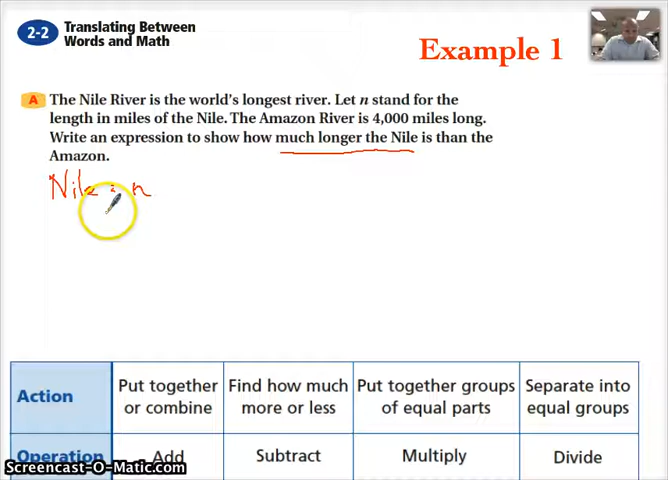 2-2 Translating Between
Words and Math
Example 1
A The Nile River is the world's longest river. Let n stand for the
length in miles of the Nile. The Amazon River is 4,000 miles long.
Write an expression to show how much longer the Nile is than the
Amazon.
Nile = n
Action Put together or combine Find how much more or less Put together groups of equal parts Separate into equal groups
Operation Add Subtract Multiply Divide
Screencast-O-Matic.com